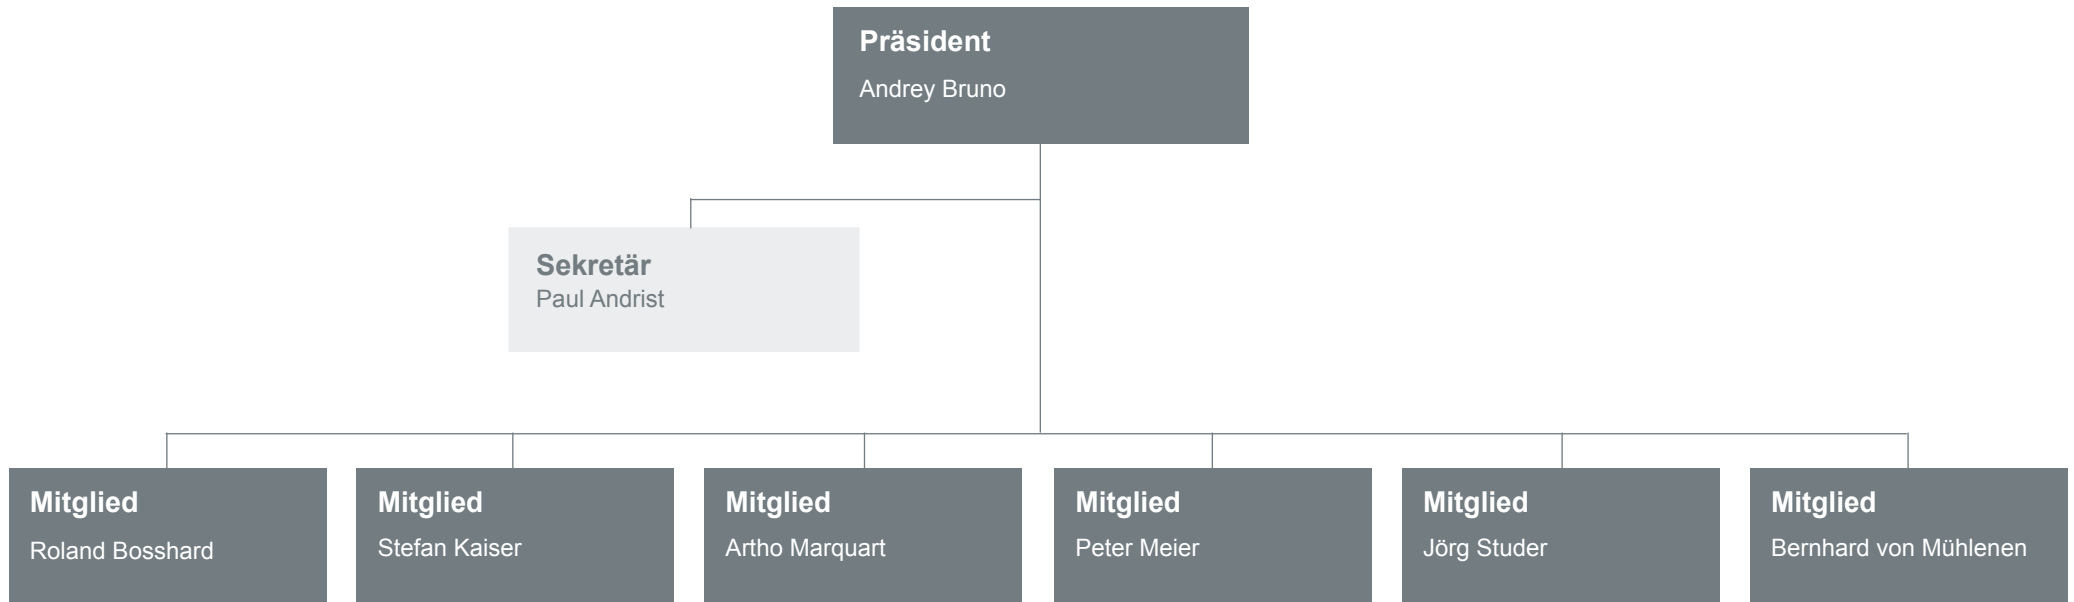 Präsident
Andrey Bruno
Sekretär
Paul Andrist
Mitglied
Roland Bosshard
Mitglied
Stefan Kaiser
Mitglied
Artho Marquart
Mitglied
Peter Meier
Mitglied
Jörg Studer
Mitglied
Bernhard von Mühlenen